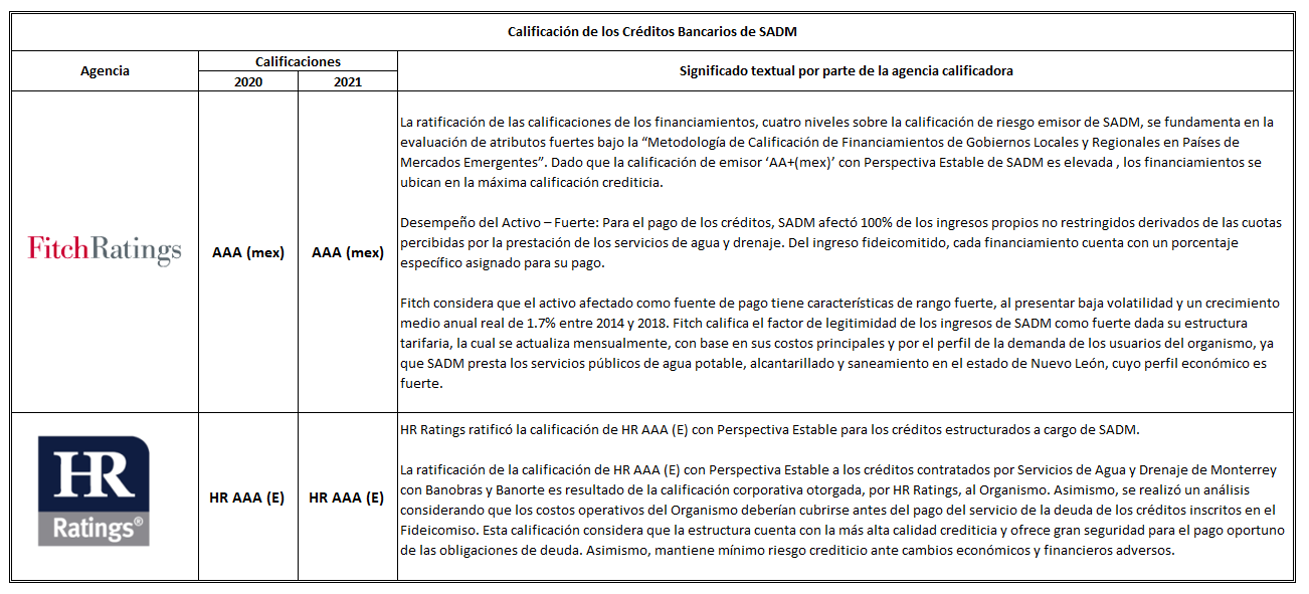 Calificación de los Créditos Bancarios de SADM
Agencia
Calificaciones
2020
2021
Significado textual por parte de la agencia calificadora
FitchRatings
AAA (mex)
AAA (mex)
La ratificación de las calificaciones de los financiamientos, cuatro niveles sobre la calificación de riesgo emisor de SADM, se fundamenta en la
evaluación de atributos fuertes bajo la “Metodología de Calificación de Financiamientos de Gobiernos Locales y Regionales en Países de
Mercados Emergentes”. Dado que la calificación de emisor ‘AA+(mex)’ con Perspectiva Estable de SADM es elevada , los financiamientos se
ubican en la máxima calificación crediticia.
Desempeño del Activo – Fuerte: Para el pago de los créditos, SADM afectó 100% de los ingresos propios no restringidos derivados de las cuotas
percibidas por la prestación de los servicios de agua y drenaje. Del ingreso fideicomitido, cada financiamiento cuenta con un porcentaje
específico asignado para su pago.
Fitch considera que el activo afectado como fuente de pago tiene características de rango fuerte, al presentar baja volatilidad y un crecimiento
medio anual real de 1.7% entre 2014 y 2018. Fitch califica el factor de legitimidad de los ingresos de SADM como fuerte dada su estructura
tarifaria, la cual se actualiza mensualmente, con base en sus costos principales y por el perfil de la demanda de los usuarios del organismo, ya
que SADM presta los servicios públicos de agua potable, alcantarillado y saneamiento en el estado de Nuevo León, cuyo perfil económico es
fuerte.
HR
Ratings®
HR AAA (E)
HR AAA (E)
HR Ratings ratificó la calificación de HR AAA (E) con Perspectiva Estable para los créditos estructurados a cargo de SADM.
La ratificación de la calificación de HR AAA (E) con Perspectiva Estable a los créditos contratados por Servicios de Agua y Drenaje de Monterrey
con Banobras y Banorte es resultado de la calificación corporativa otorgada, por HR Ratings, al Organismo. Asimismo, se realizó un análisis
considerando que los costos operativos del Organismo deberían cubrirse antes del pago del servicio de la deuda de los créditos inscritos en el
Fideicomiso. Esta calificación considera que la estructura cuenta con la más alta calidad crediticia y ofrece gran seguridad para el pago oportuno
de las obligaciones de deuda. Asimismo, mantiene mínimo riesgo crediticio ante cambios económicos y financieros adversos.